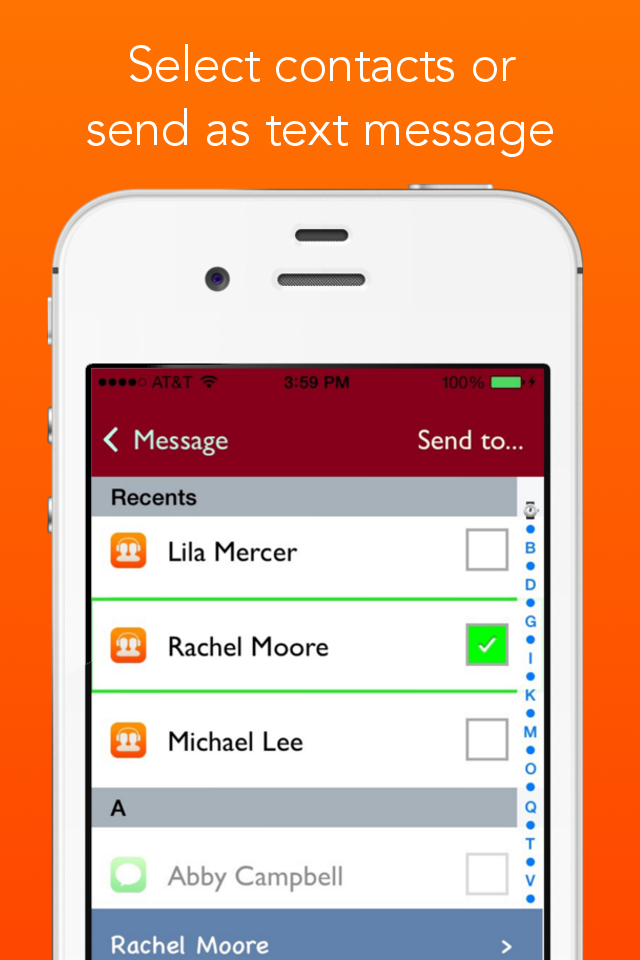 Select contacts or
send as text message
AT&T 3:59 PM 100%
Message Send to...
Recents
Lila Mercer
B
D
Rachel Moore
G
I
K
Michael Lee
M
O
A
Q
T
Abby Campbell
V
Rachel Moore >